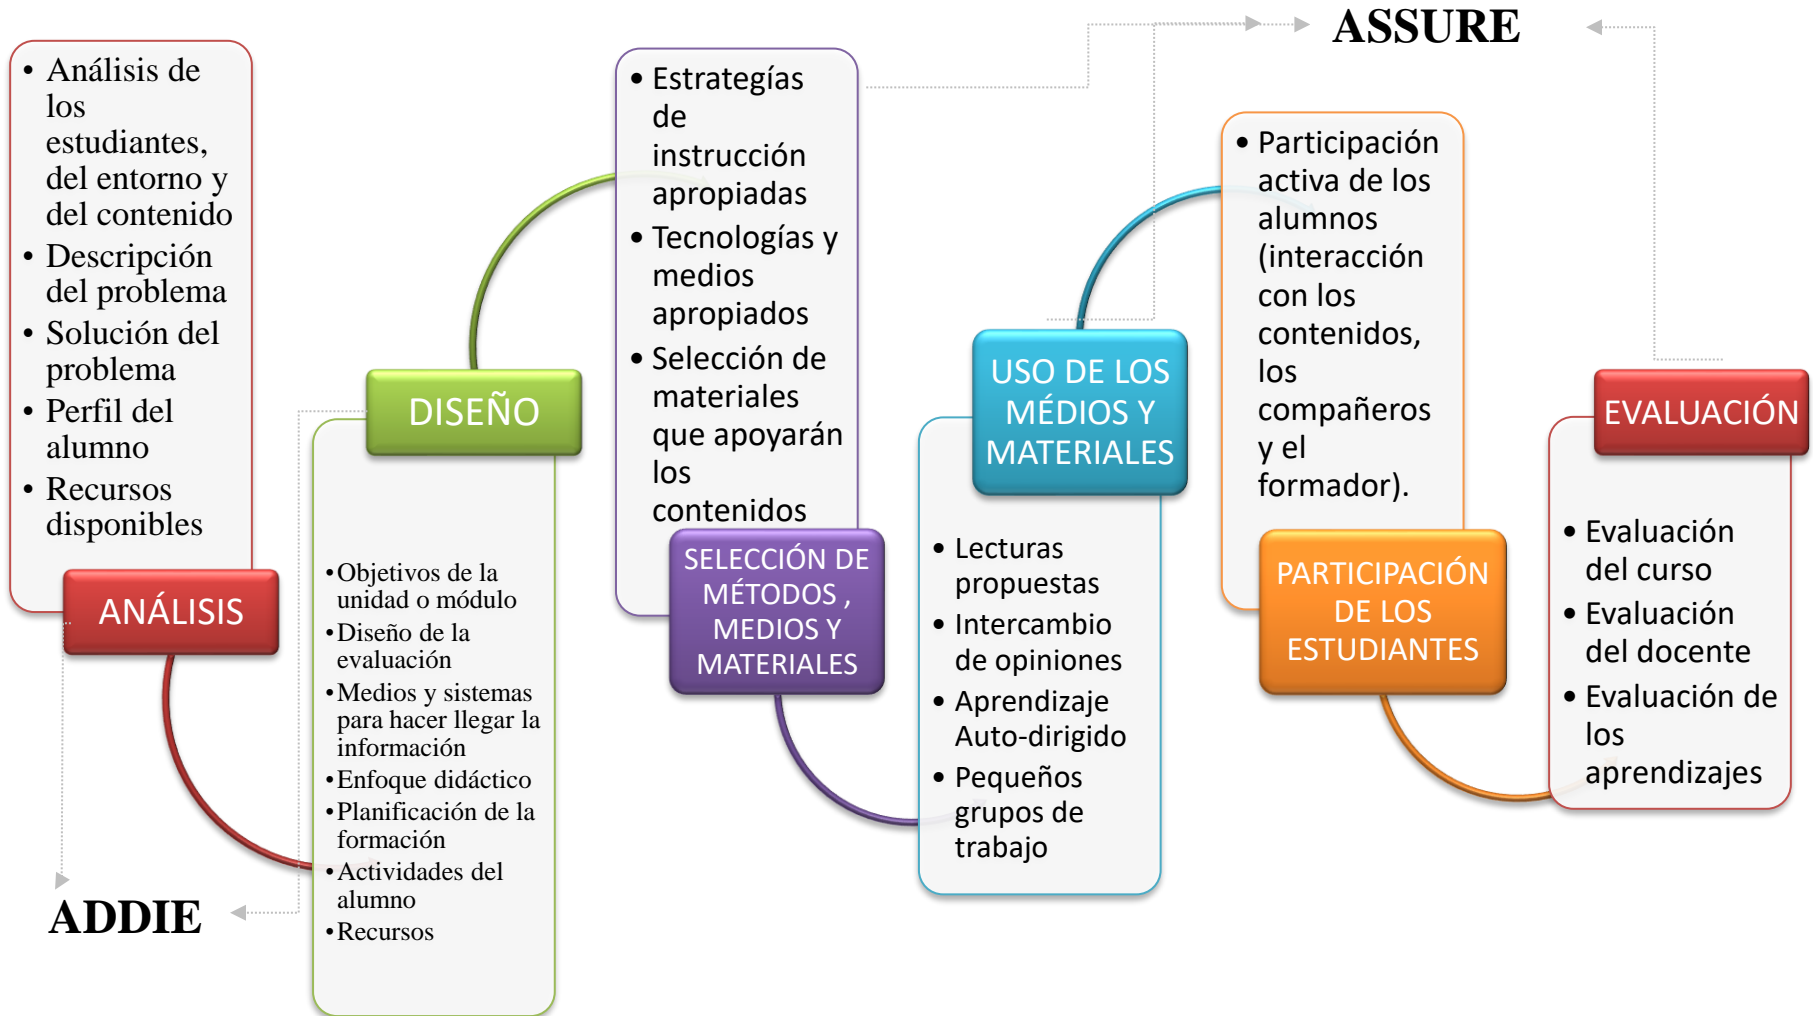 ASSURE
• Análisis de
los
estudiantes,
del entorno y
del contenido
• Descripción
del problema
• Solución del
problema
• Perfil del
alumno
• Recursos
disponibles
ANÁLISIS
ADDIE
DISEÑO
•Objetivos de la
unidad o módulo
•Diseño de la
evaluación
•Medios y sistemas
para hacer llegar la
información
•Enfoque didáctico
•Planificación de la
formación
•Actividades del
alumno
•Recursos
• Estrategías
de
instrucción
apropiadas
• Tecnologías y
medios
apropiados
• Selección de
materiales
que apoyarán
los
contenidos
SELECCIÓN DE
MÉTODOS ,
MEDIOS Y
MATERIALES
USO DE LOS
MÉDIOS Y
MATERIALES
• Lecturas
propuestas
• Intercambio
de opiniones
• Aprendizaje
Auto-dirigido
• Pequeños
grupos de
trabajo
• Participación
activa de los
alumnos
(interacción
con los
contenidos,
los
compañeros
y el
formador).
PARTICIPACIÓN
DE LOS
ESTUDIANTES
EVALUACIÓN
• Evaluación
del curso
• Evaluación
del docente
• Evaluación de
los
aprendizajes